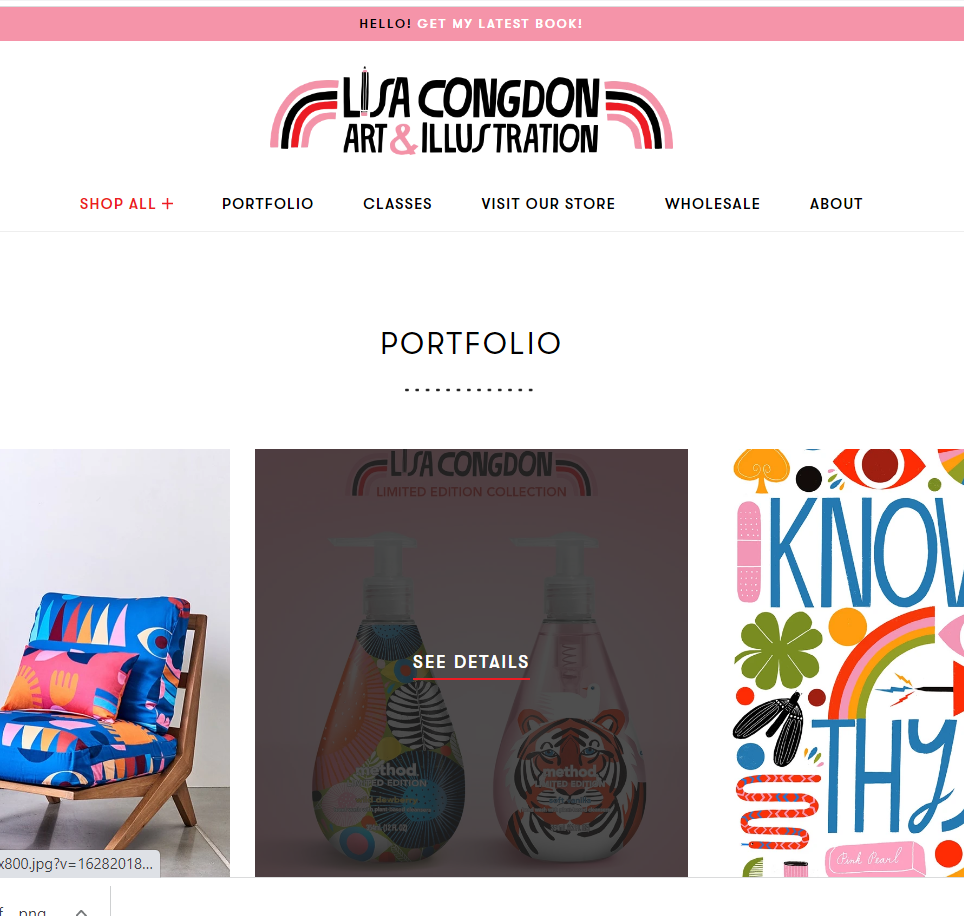 HELLO! GET MY LATEST BOOK!
LISA CONGDON
ART & ILLUSTRATION
SHOP ALL + PORTFOLIO CLASSES VISIT OUR STORE WHOLESALE ABOUT
PORTFOLIO
LISA CONGDON
LIMITED EDITION COLLECTION
SEE DETAILS
method method
LIMITED EDITION LIMITED EDITION
wild dewberry
I KNOW
THY
Pink Pearl
x800.jpg?v=16282018...
f....png